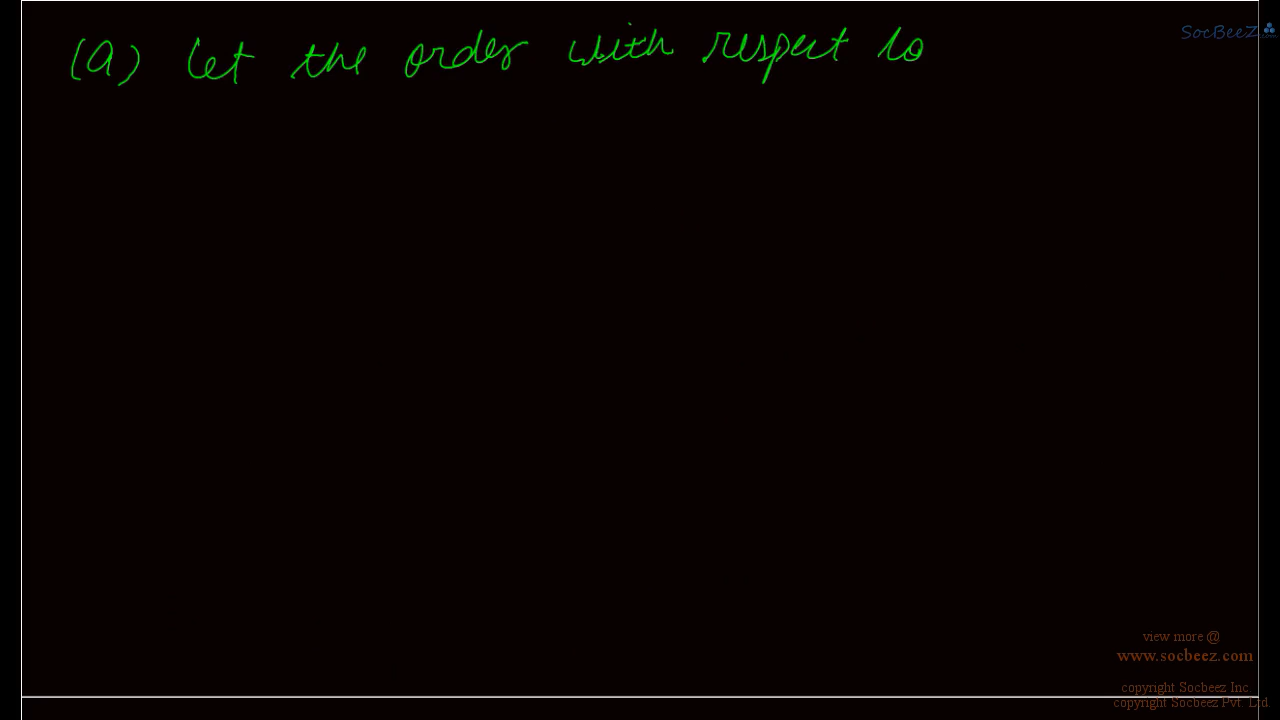 (a) Let the order with respect to
SocBeeZ.com
view more @
www.socbeez.com
copyright Socbeez Inc.
copyright Socbeez Pvt. Ltd.